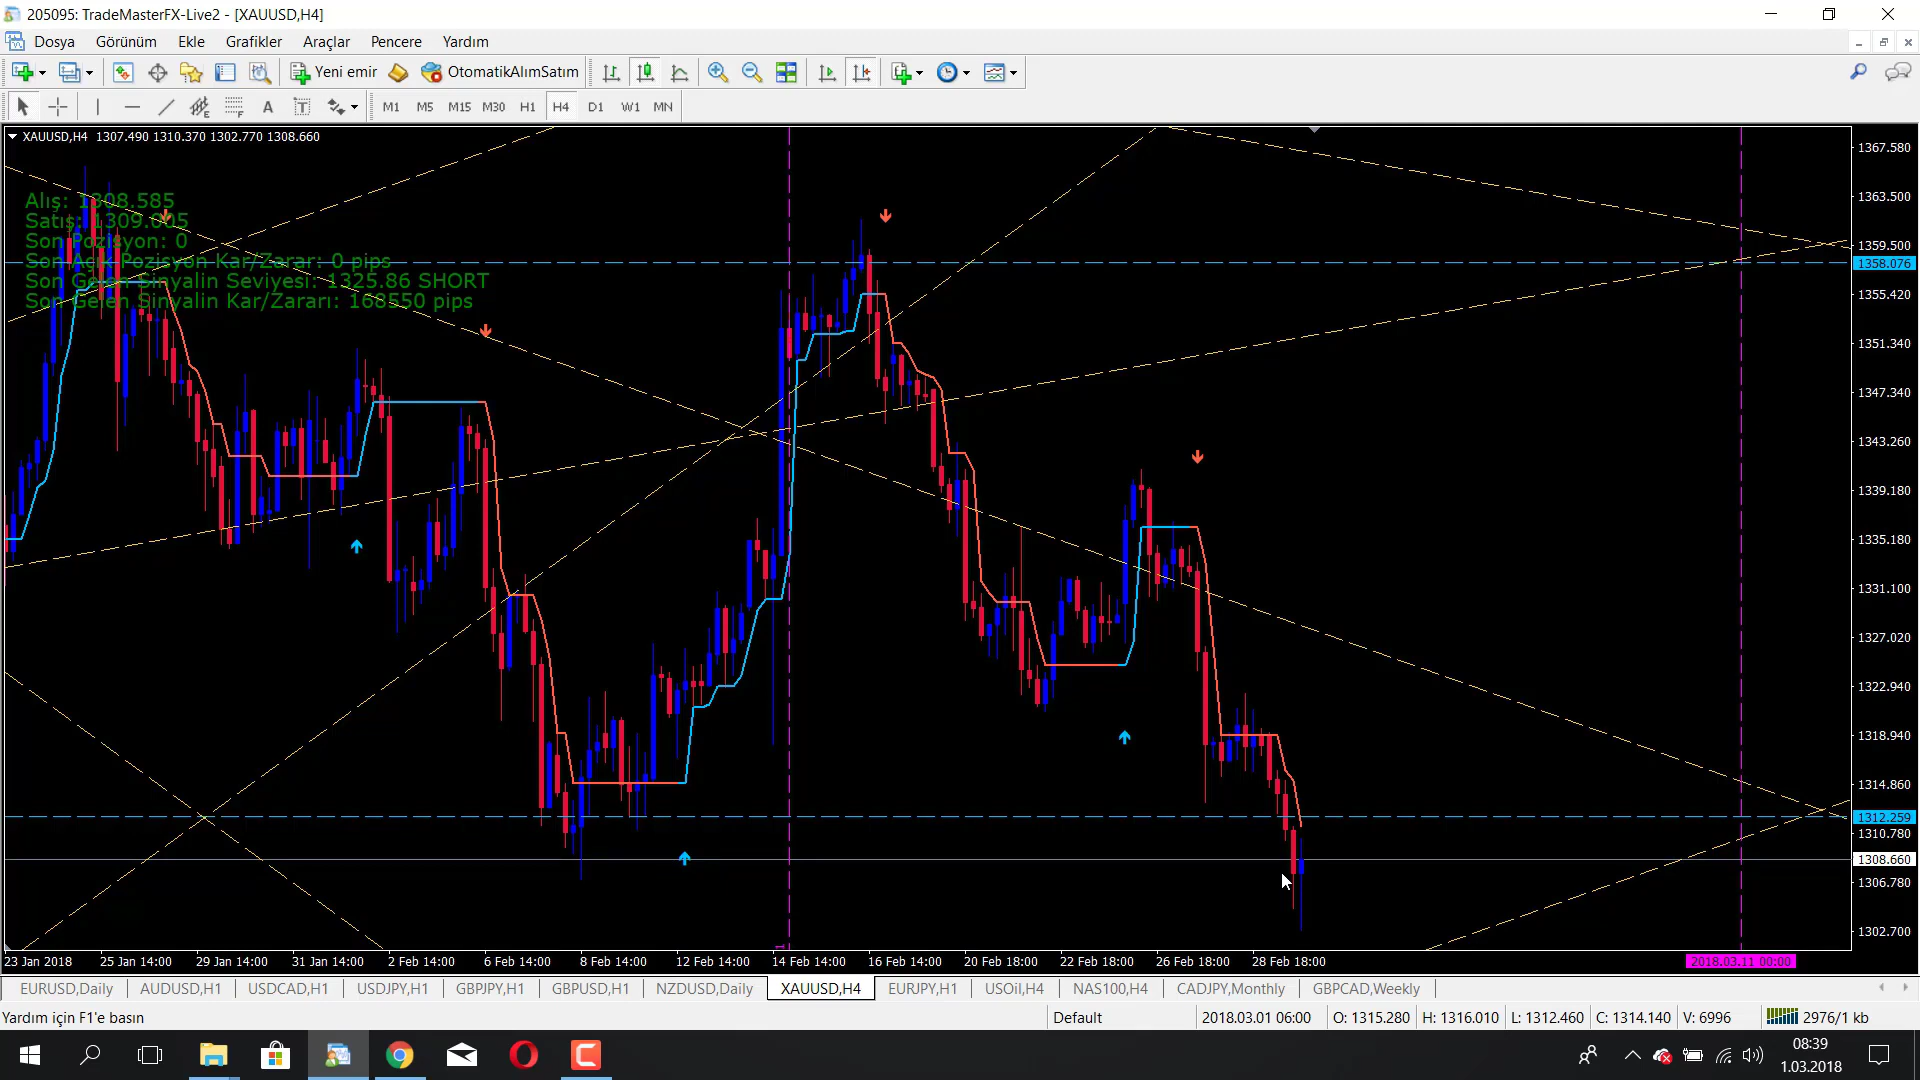 205095: TradeMasterFX-Live2 - [XAUUSD,H4]
Dosya Görünüm Ekle Grafikler Araçlar Pencere Yardım
Yeni emir OtomatikAlımSatım
A T M1 M5 M15 M30 H1 H4 D1 W1 MN
XAUUSD,H4 1307.490 1310.370 1302.770 1308.660
Alış: 1308.585
Satış: 1309.005
Son Pozisyon: 0
Son Açık Pozisyon Kar/Zarar: 0 pips
Son Gelen Sinyalin Seviyesi: 1325.86 SHORT
Son Gelen Sinyalin Kar/Zararı: 168550 pips
1367.580
1363.500
1359.500
1358.076
1355.420
1351.340
1347.340
1343.260
1339.180
1335.180
1331.100
1327.020
1322.940
1318.940
1314.860
1312.259
1310.780
1308.660
1306.780
1302.700
23 Jan 2018 25 Jan 14:00 29 Jan 14:00 31 Jan 14:00 2 Feb 14:00 6 Feb 14:00 8 Feb 14:00 12 Feb 14:00 14 Feb 14:00 16 Feb 14:00 20 Feb 18:00 22 Feb 18:00 26 Feb 18:00 28 Feb 18:00 2018.03.11 00:00
EURUSD,Daily AUDUSD,H1 USDCAD,H1 USDJPY,H1 GBPJPY,H1 GBPUSD,H1 NZDUSD,Daily XAUUSD,H4 EURJPY,H1 USOil,H4 NAS100,H4 CADJPY,Monthly GBPCAD,Weekly
Yardım için F1'e basın Default 2018.03.01 06:00 O: 1315.280 H: 1316.010 L: 1312.460 C: 1314.140 V: 6996 2976/1 kb
08:39
1.03.2018